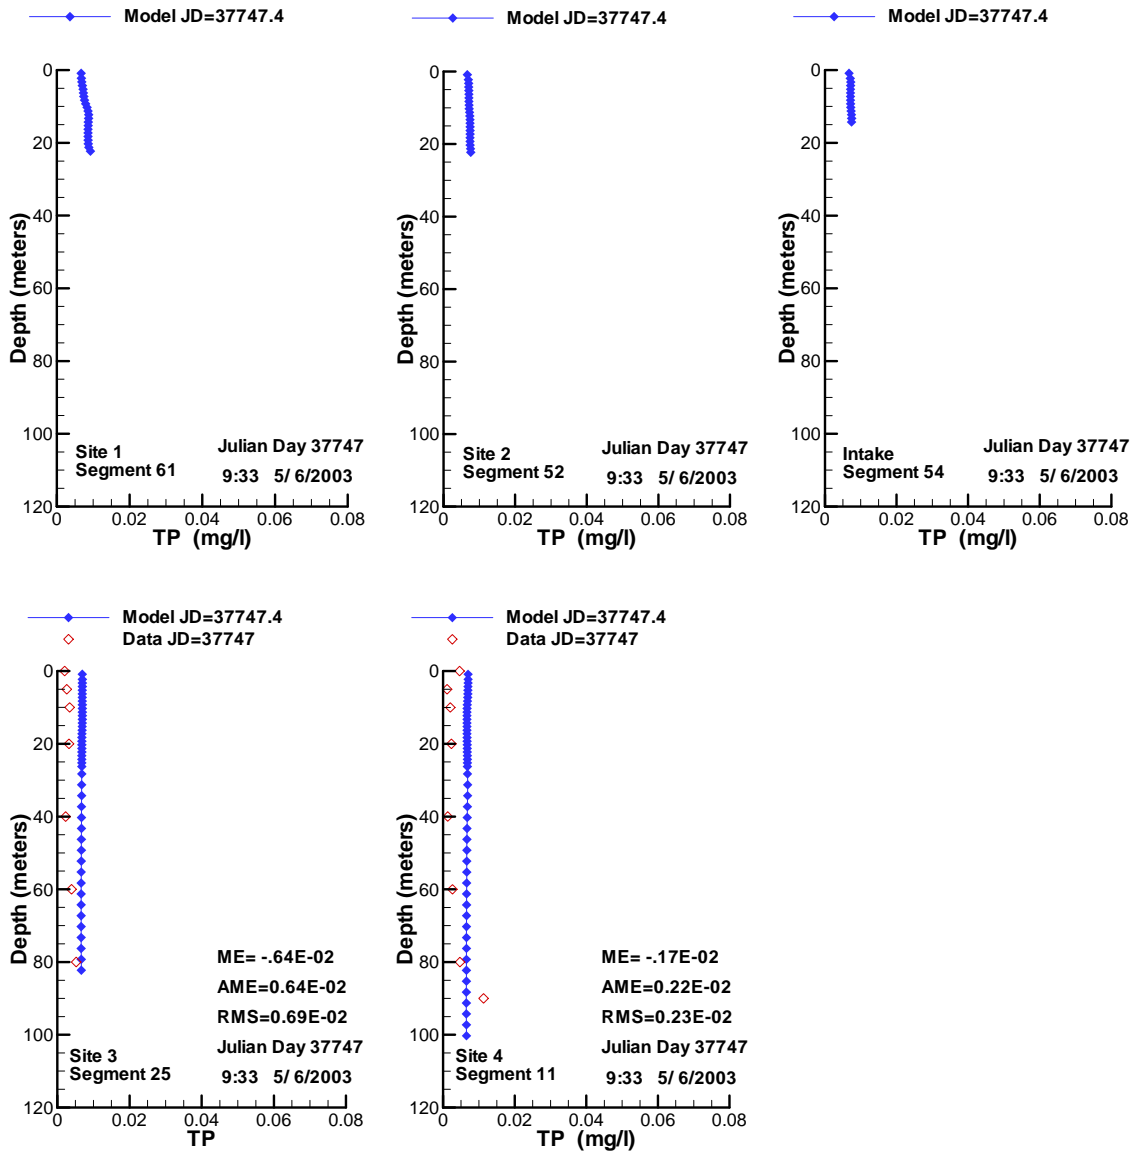 Model JD=37747.4
0
20
40
60
80
100
120
Depth (meters)
Site 1
Segment 61
Julian Day 37747
9:33 5/ 6/2003
0 0.02 0.04 0.06 0.08
TP (mg/l)
Model JD=37747.4
0
20
40
60
80
100
120
Depth (meters)
Site 2
Segment 52
Julian Day 37747
9:33 5/ 6/2003
0 0.02 0.04 0.06 0.08
TP (mg/l)
Model JD=37747.4
0
20
40
60
80
100
120
Depth (meters)
Intake
Segment 54
Julian Day 37747
9:33 5/ 6/2003
0 0.02 0.04 0.06 0.08
TP (mg/l)
Model JD=37747.4
Data JD=37747
0
20
40
60
80
100
120
Depth (meters)
ME= -.64E-02
AME=0.64E-02
RMS=0.69E-02
Site 3
Segment 25
Julian Day 37747
9:33 5/ 6/2003
0 0.02 0.04 0.06 0.08
TP
Model JD=37747.4
Data JD=37747
0
20
40
60
80
100
120
Depth (meters)
ME= -.17E-02
AME=0.22E-02
RMS=0.23E-02
Site 4
Segment 11
Julian Day 37747
9:33 5/ 6/2003
0 0.02 0.04 0.06 0.08
TP (mg/l)